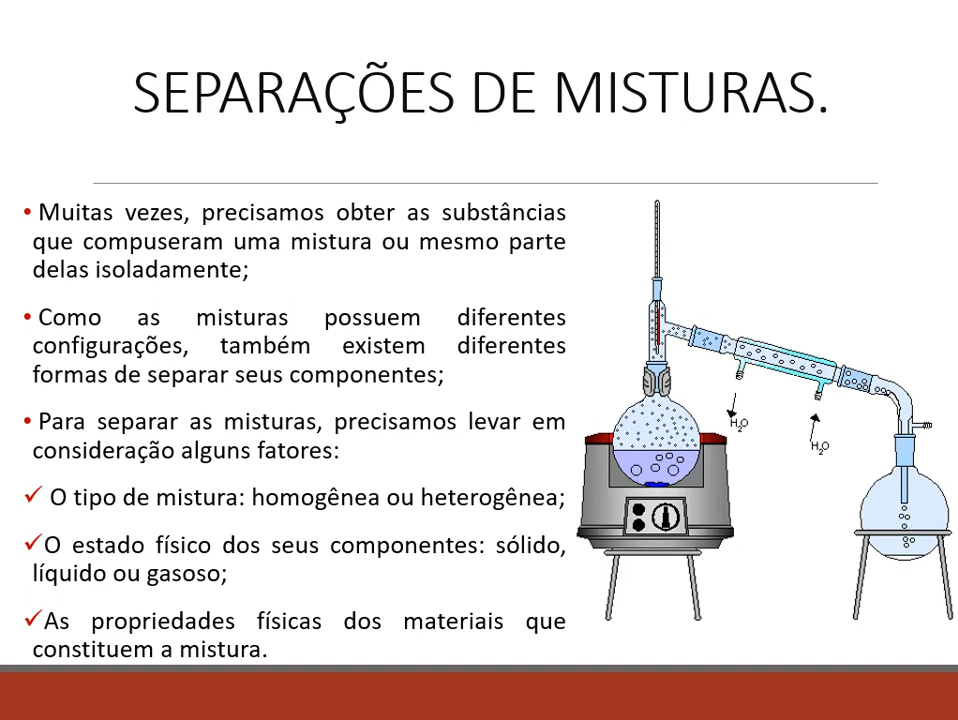 SEPARAÇÕES DE MISTURAS.
• Muitas vezes, precisamos obter as substâncias
que compuseram uma mistura ou mesmo parte
delas isoladamente;
• Como as misturas possuem diferentes
configurações, também existem diferentes
formas de separar seus componentes;
• Para separar as misturas, precisamos levar em
consideração alguns fatores:
✓ O tipo de mistura: homogênea ou heterogênea;
✓O estado físico dos seus componentes: sólido,
líquido ou gasoso;
✓As propriedades físicas dos materiais que
constituem a mistura.
H₂O
H₂O